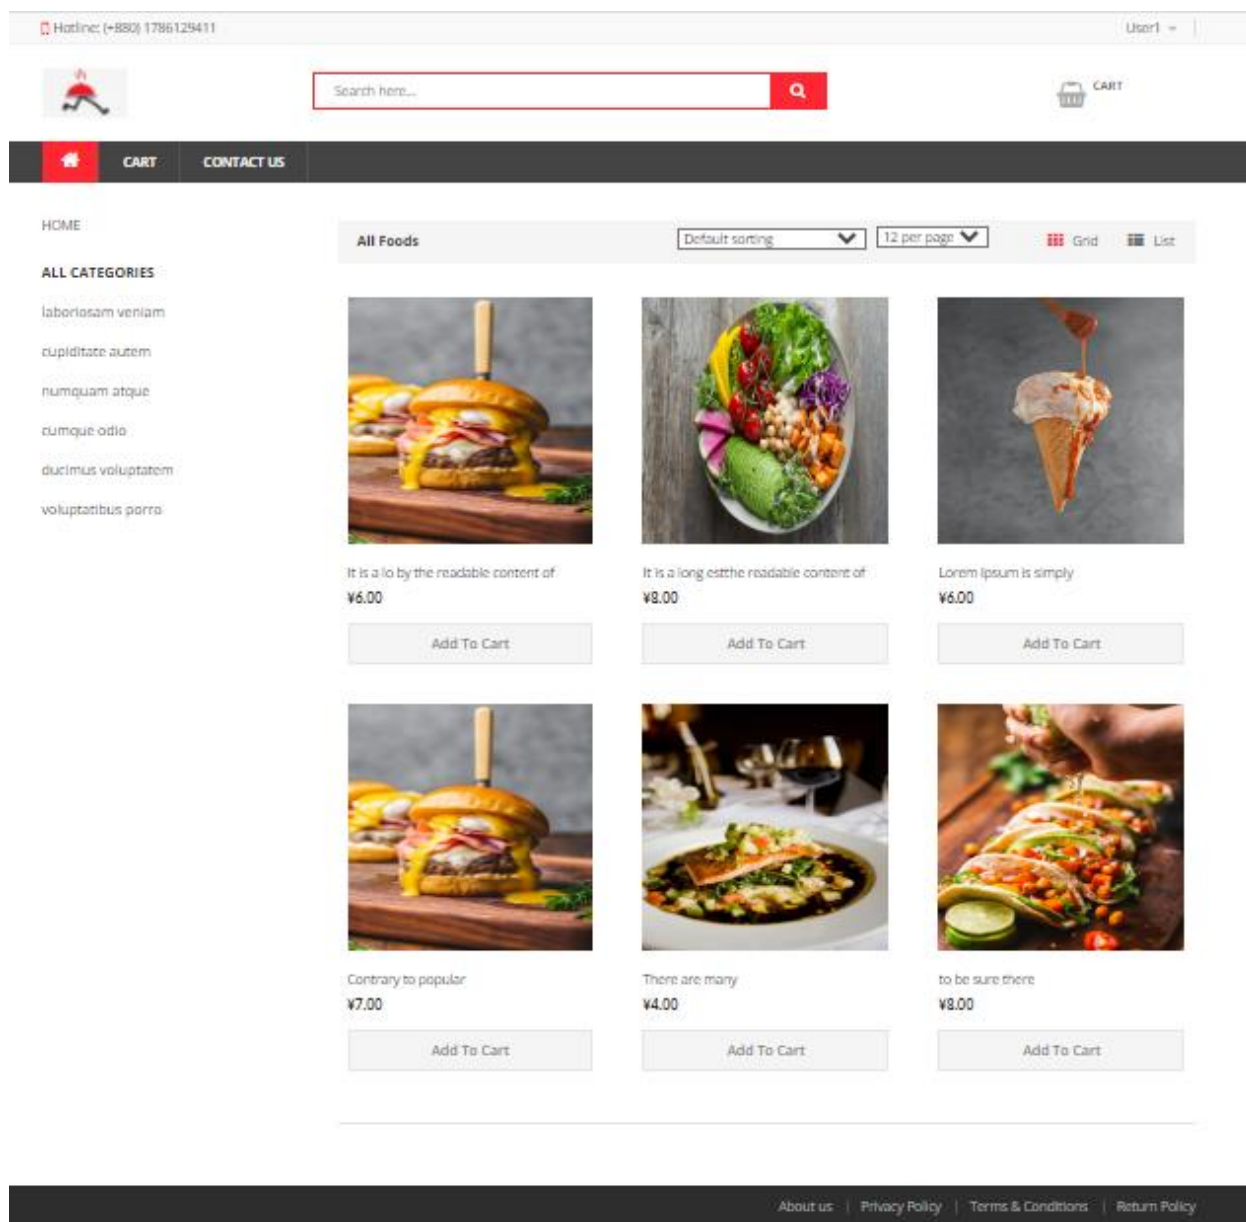 Hotline: (+880) 1786129411
User1
Search here...
CART
CART
CONTACT US
HOME
ALL CATEGORIES
laboriosam veniam
cupiditate autem
numquam atque
cumque odio
ducimus voluptatem
voluptatibus porro
All Foods
Default sorting
12 per page
Grid
List
It is a lo by the readable content of
¥6.00
Add To Cart
It is a long estthe readable content of
¥8.00
Add To Cart
Lorem Ipsum is simply
¥6.00
Add To Cart
Contrary to popular
¥7.00
Add To Cart
There are many
¥4.00
Add To Cart
to be sure there
¥8.00
Add To Cart
About us | Privacy Policy | Terms & Conditions | Return Policy